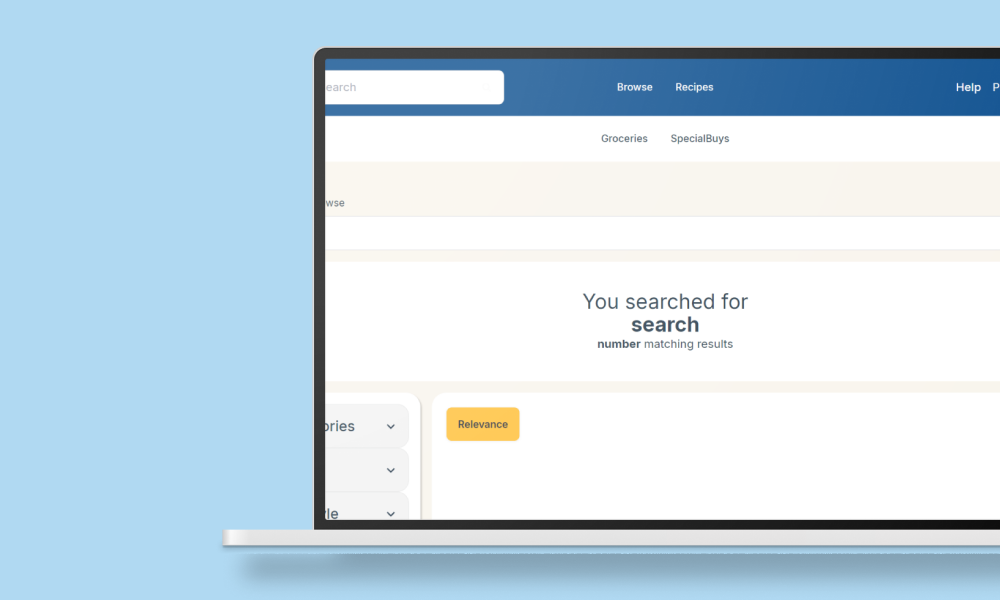 earch
Browse Recipes
Help P
Groceries SpecialBuys
wse
You searched for
search
number matching results
ories
Relevance
le